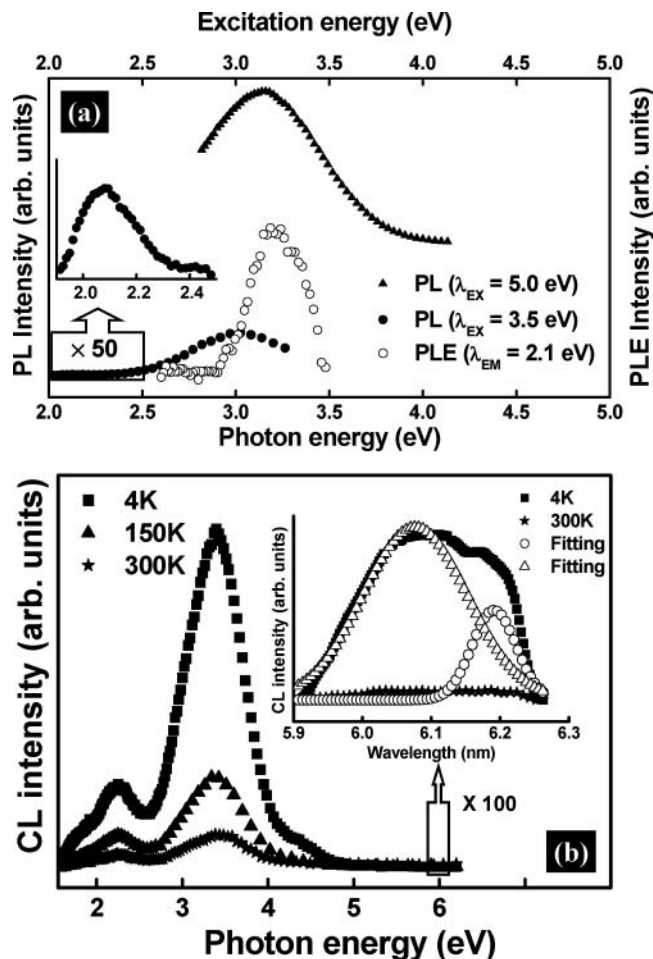 Excitation energy (eV)
2.0 2.5 3.0 3.5 4.0 4.5 5.0
(a)
PL Intensity (arb. units)
PLE Intensity (arb. units)
2.0 2.2 2.4
× 50
PL (λEX = 5.0 eV)
PL (λEX = 3.5 eV)
PLE (λEM = 2.1 eV)
2.0 2.5 3.0 3.5 4.0 4.5 5.0
Photon energy (eV)
4K
150K
300K
CL intensity (arb. units)
CL intensity (arb. units)
4K
300K
Fitting
Fitting
5.9 6.0 6.1 6.2 6.3
Wavelength (nm)
X 100
(b)
2 3 4 5 6
Photon energy (eV)